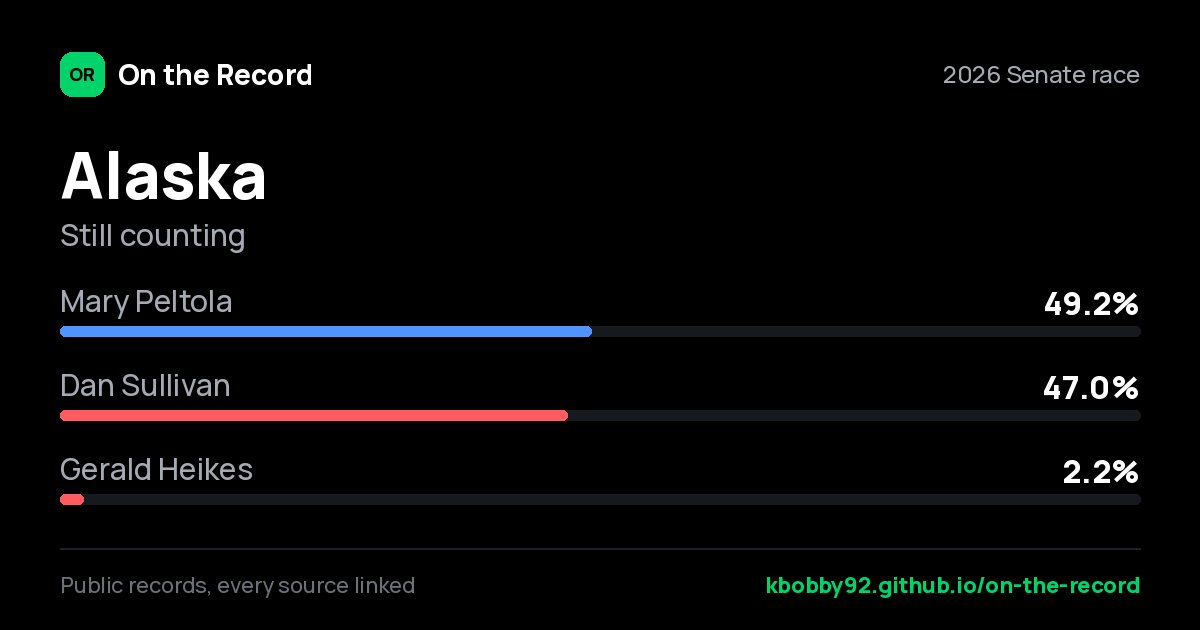 OR On the Record
2026 Senate race
Alaska
Still counting
Mary Peltola 49.2%
Dan Sullivan 47.0%
Gerald Heikes 2.2%
Public records, every source linked
kbobby92.github.io/on-the-record